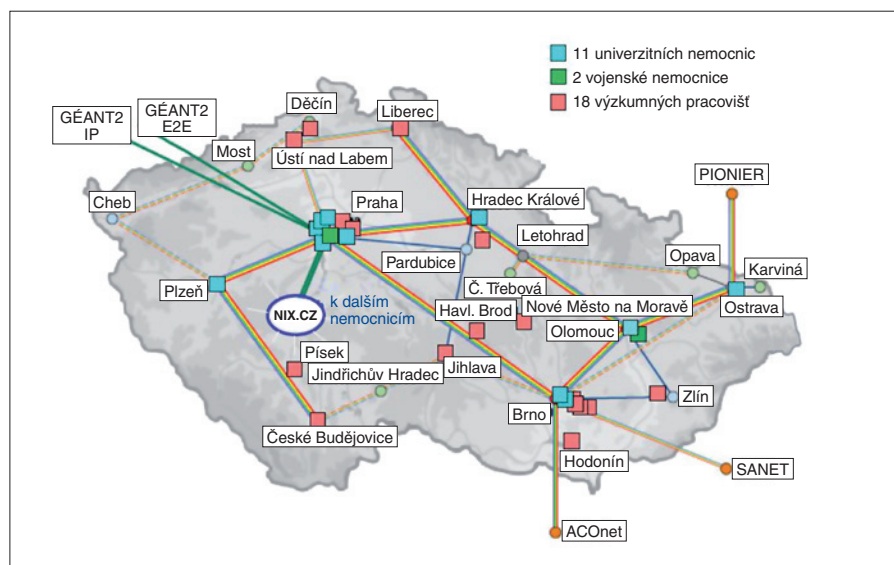 11 univerzitních nemocnic
2 vojenské nemocnice
18 výzkumných pracovišť
GÉANT2
IP
GÉANT2
E2E
Děčín
Liberec
Most
Ústí nad Labem
PIONIER
Cheb
Praha
Hradec Králové
Letohrad
Opava
Karviná
Pardubice
Plzeň
Č. Třebová
NIX.CZ
k dalším
nemocnicím
Havl. Brod
Nové Město na Moravě
Ostrava
Olomouc
Písek
Jindřichův Hradec
Jihlava
Zlín
Brno
České Budějovice
Hodonín
SANET
ACOnet